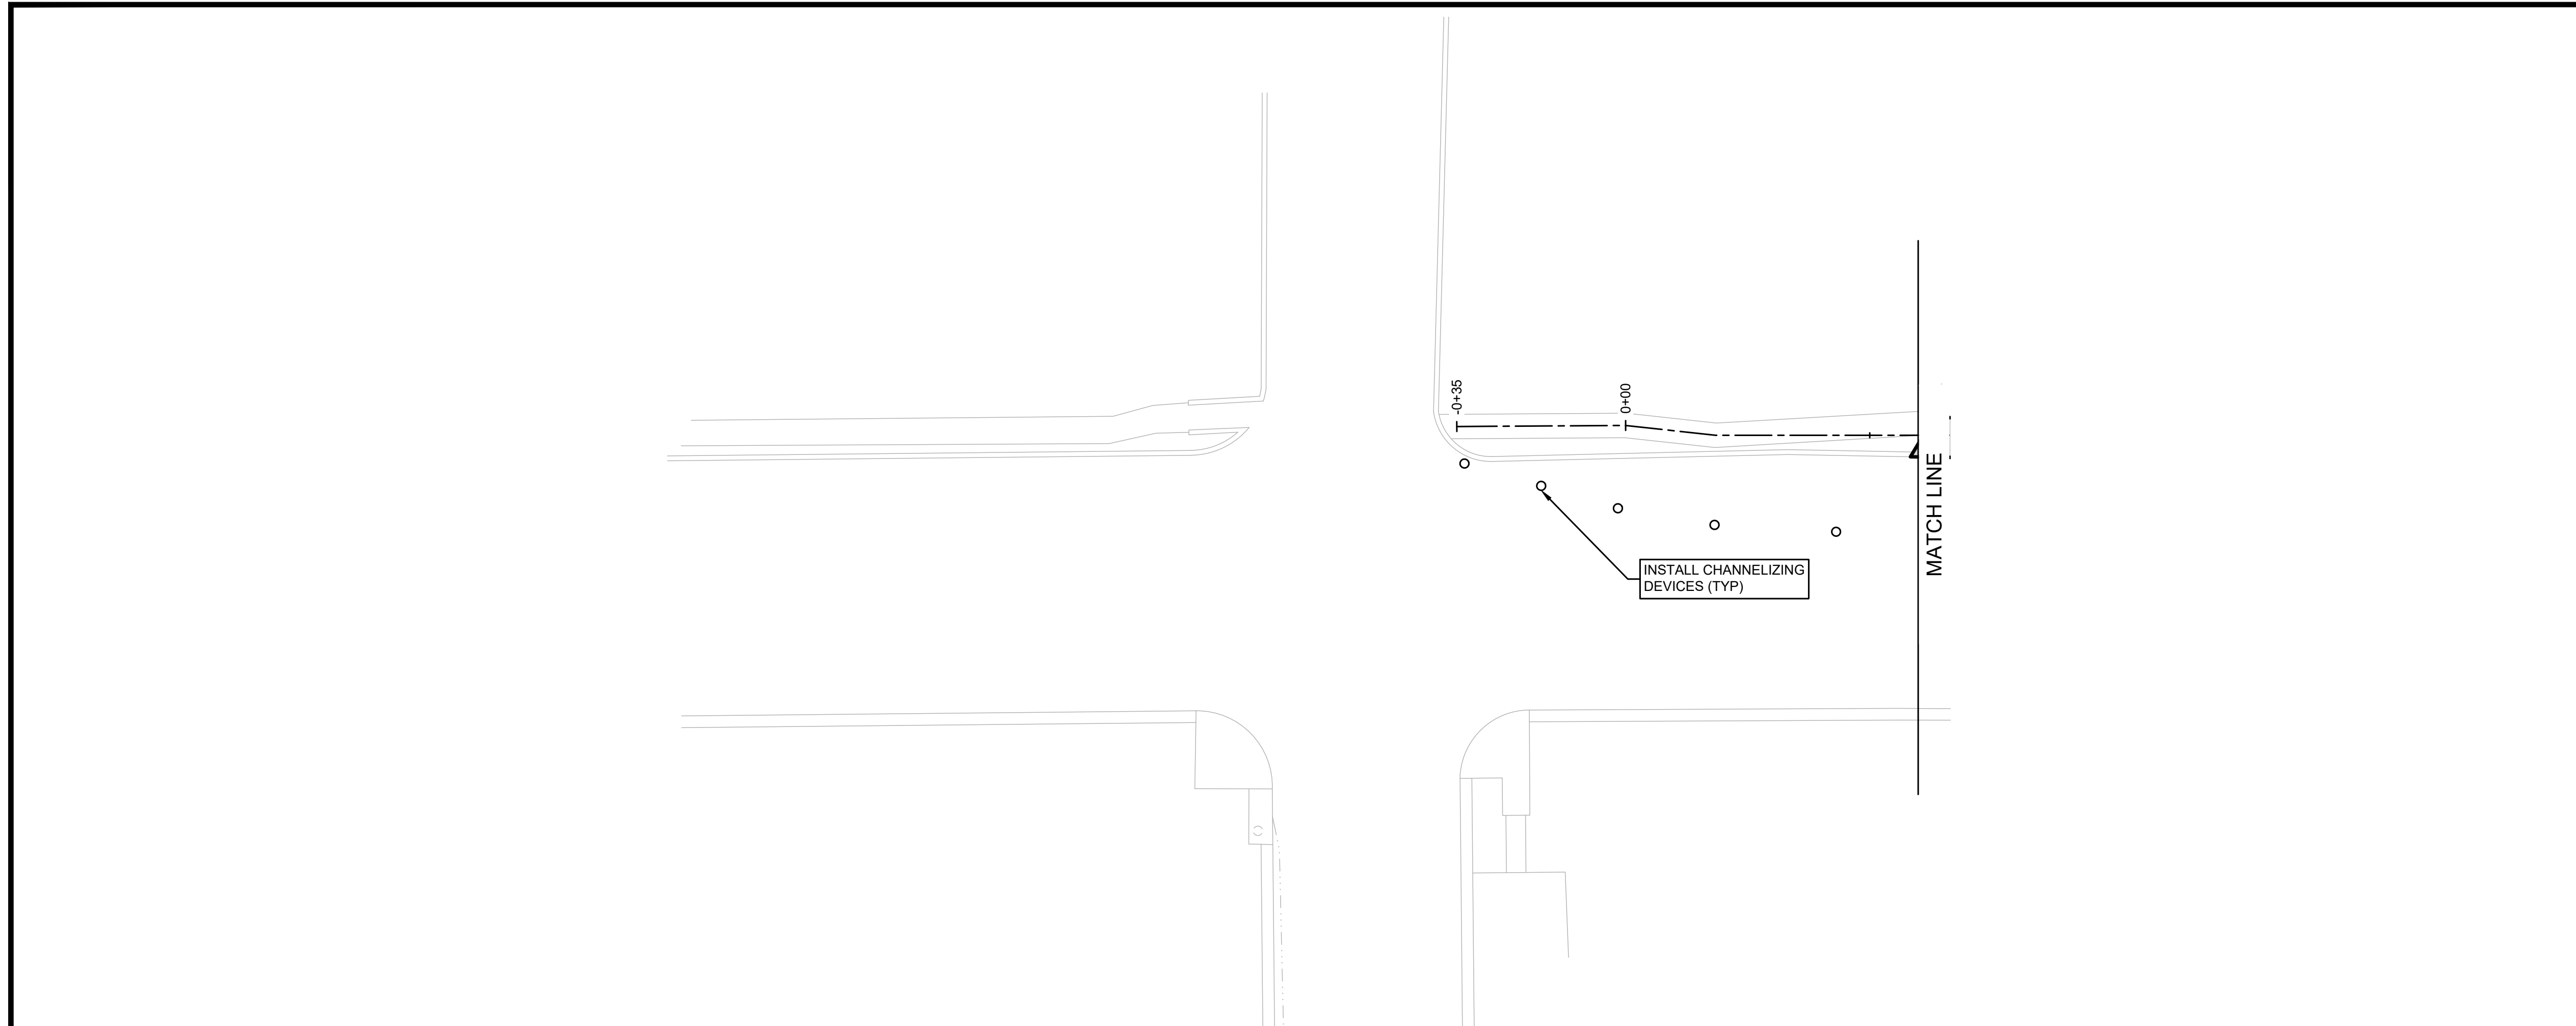 -0+35
0+00
MATCH LINE
INSTALL CHANNELIZING
DEVICES (TYP)